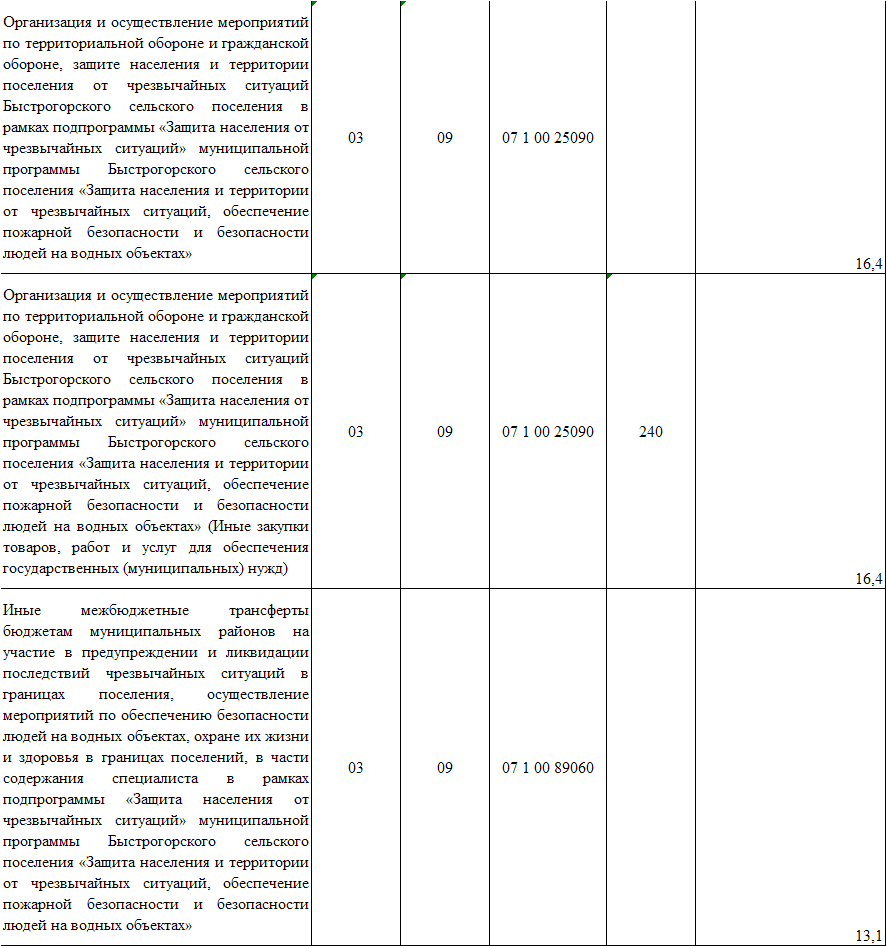 Организация и осуществление мероприятий
по территориальной обороне и гражданской
обороне, защите населения и территории
поселения от чрезвычайных ситуаций
Быстрогорского сельского поселения в
рамках подпрограммы «Защита населения от
чрезвычайных ситуаций» муниципальной
программы Быстрогорского сельского
поселения «Защита населения и территории
от чрезвычайных ситуаций, обеспечение
пожарной безопасности и безопасности
людей на водных объектах»
03 09 07 1 00 25090
16,4
Организация и осуществление мероприятий
по территориальной обороне и гражданской
обороне, защите населения и территории
поселения от чрезвычайных ситуаций
Быстрогорского сельского поселения в
рамках подпрограммы «Защита населения от
чрезвычайных ситуаций» муниципальной
программы Быстрогорского сельского
поселения «Защита населения и территории
от чрезвычайных ситуаций, обеспечение
пожарной безопасности и безопасности
людей на водных объектах» (Иные закупки
товаров, работ и услуг для обеспечения
государственных (муниципальных) нужд)
03 09 07 1 00 25090 240
16,4
Иные межбюджетные трансферты
бюджетам муниципальных районов на
участие в предупреждении и ликвидации
последствий чрезвычайных ситуаций в
границах поселения, осуществление
мероприятий по обеспечению безопасности
людей на водных объектах, охране их жизни
и здоровья в границах поселений, в части
содержания специалиста в рамках
подпрограммы «Защита населения от
чрезвычайных ситуаций» муниципальной
программы Быстрогорского сельского
поселения «Защита населения и территории
от чрезвычайных ситуаций, обеспечение
пожарной безопасности и безопасности
людей на водных объектах»
03 09 07 1 00 89060
13,1